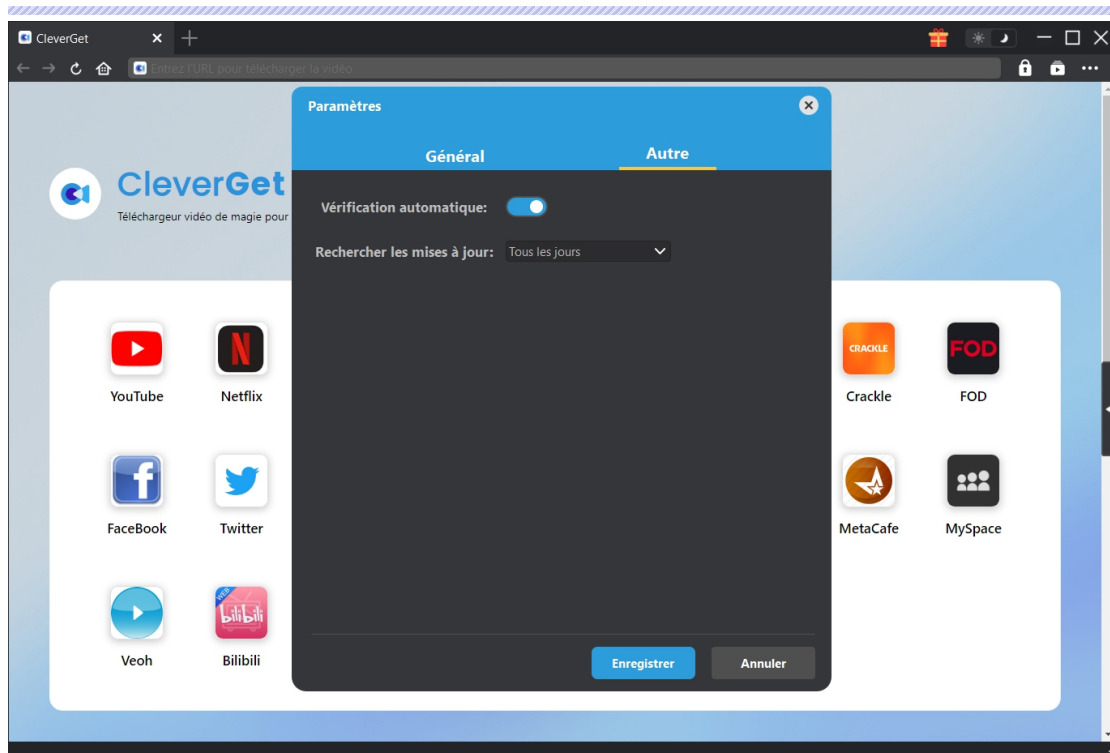 CleverGet
Entrez l'URL pour télécharger la vidéo
Paramètres
Général
Autre
CleverGet
Téléchargeur vidéo de magie pour
Vérification automatique:
Rechercher les mises à jour:
Tous les jours
CRACKLE
FOD
YouTube
Netflix
Crackle
FOD
FaceBook
Twitter
MetaCafe
MySpace
WEB
bilibili
Veoh
Bilibili
Enregistrer
Annuler